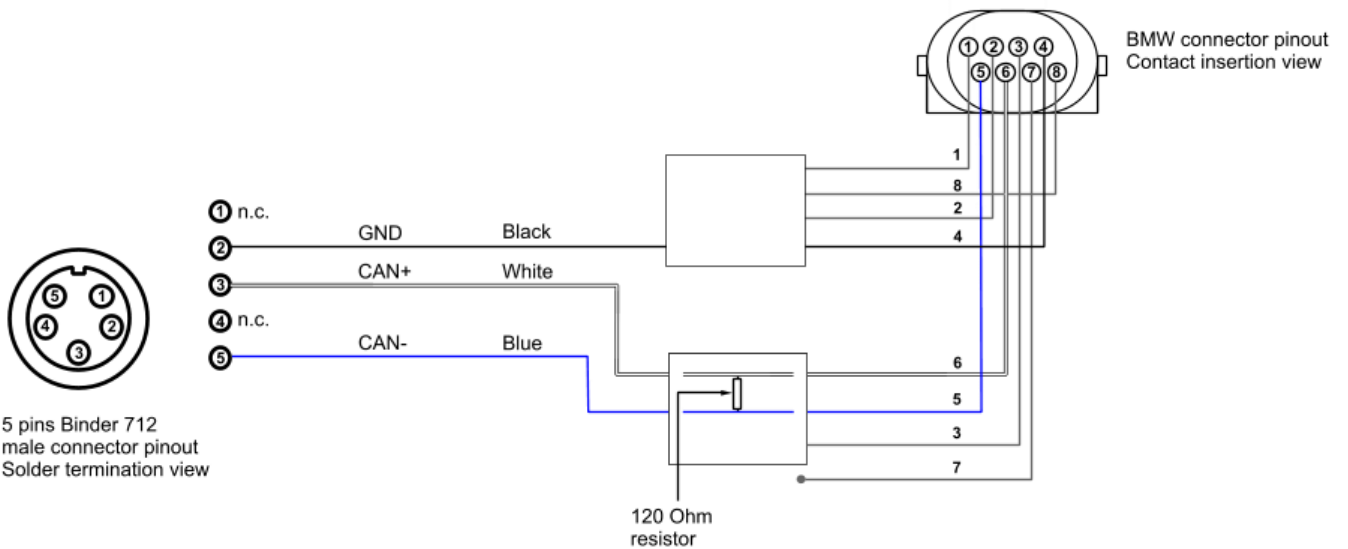 1 2 3 4
5 6 7 8
BMW connector pinout
Contact insertion view
1
8
2
4
1 n.c.
2 GND Black
3 CAN+ White
4 n.c.
5 CAN- Blue
5 1
4 2
3
6
5
3
7
5 pins Binder 712
male connector pinout
Solder termination view
120 Ohm
resistor